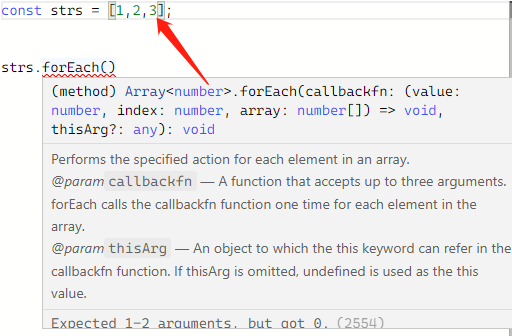 const strs = [1,2,3];
strs.forEach()
(method) Array<number>.forEach(callbackfn: (value:
number, index: number, array: number[]) => void,
thisArg?: any): void
Performs the specified action for each element in an array.
@param callbackfn — A function that accepts up to three arguments.
forEach calls the callbackfn function one time for each element in the
array.
@param thisArg — An object to which the this keyword can refer in the
callbackfn function. If thisArg is omitted, undefined is used as the this
value.
Expected 1-2 arguments, but got 0. (2554)